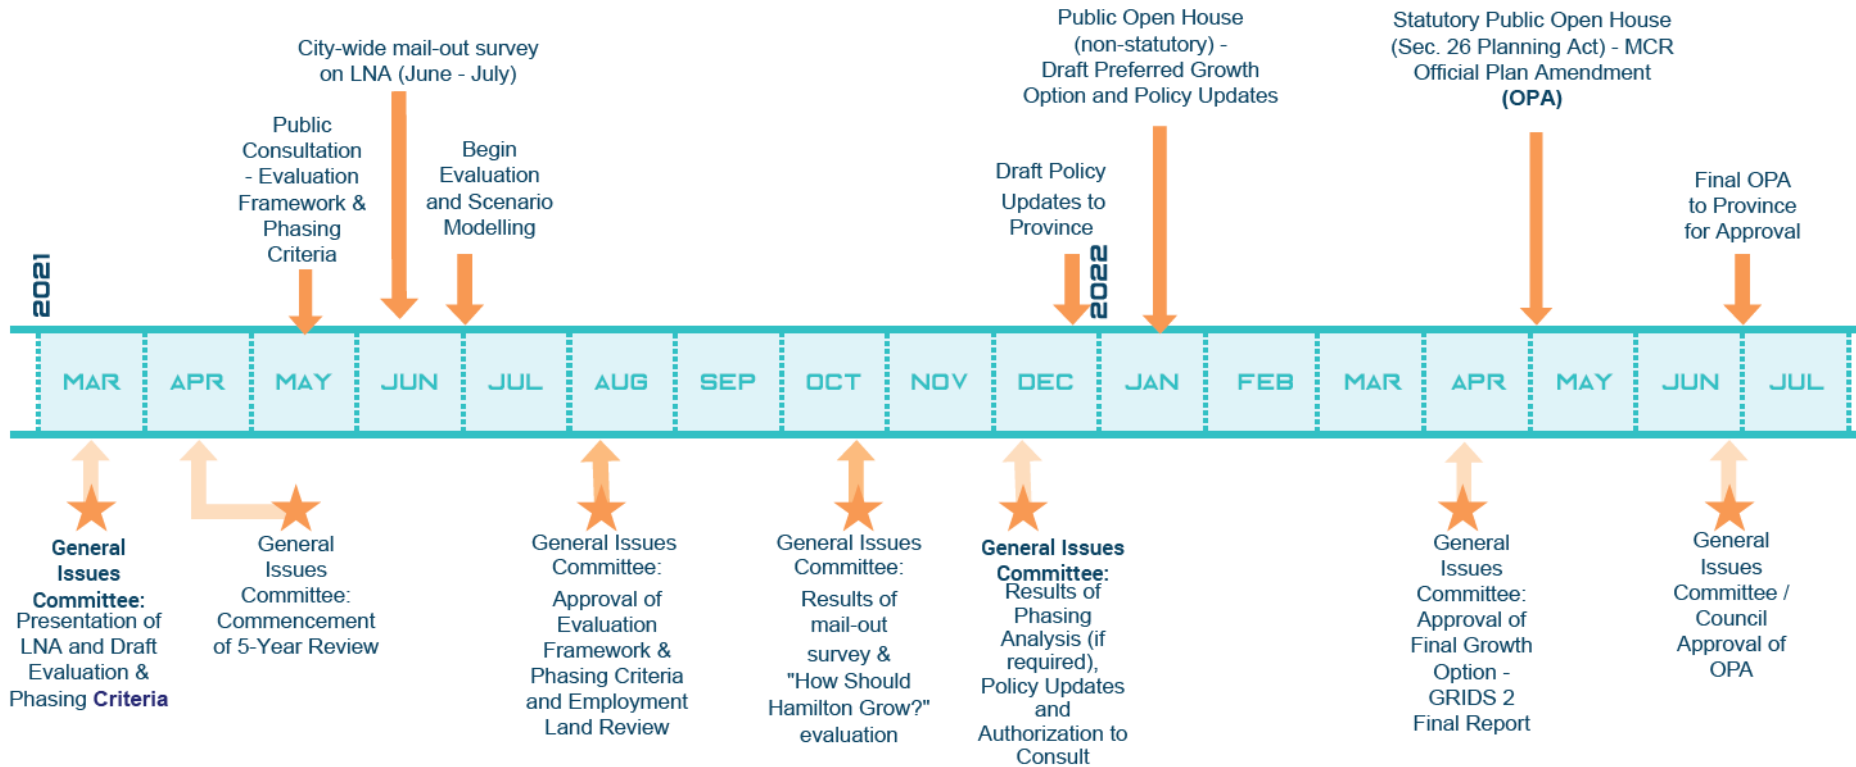 City-wide mail-out survey
on LNA (June - July)
Public
Consultation
- Evaluation
Framework &
Phasing
Criteria
Begin
Evaluation
and Scenario
Modelling
Draft Policy
Updates to
Province
Public Open House
(non-statutory) -
Draft Preferred Growth
Option and Policy Updates
Statutory Public Open House
(Sec. 26 Planning Act) - MCR
Official Plan Amendment
(OPA)
Final OPA
to Province
for Approval
2021
2022
MAR
APR
MAY
JUN
JUL
AUG
SEP
OCT
NOV
DEC
JAN
FEB
MAR
APR
MAY
JUN
JUL
General
Issues
Committee:
Presentation of
LNA and Draft
Evaluation &
Phasing Criteria
General
Issues
Committee:
Commencement
of 5-Year Review
General Issues
Committee:
Approval of
Evaluation
Framework &
Phasing Criteria
and Employment
Land Review
General Issues
Committee:
Results of
mail-out
survey &
"How Should
Hamilton Grow?"
evaluation
General Issues
Committee:
Results of
Phasing
Analysis (if
required),
Policy Updates
and
Authorization to
Consult
General
Issues
Committee:
Approval of
Final Growth
Option -
GRIDS 2
Final Report
General
Issues
Committee /
Council
Approval of
OPA